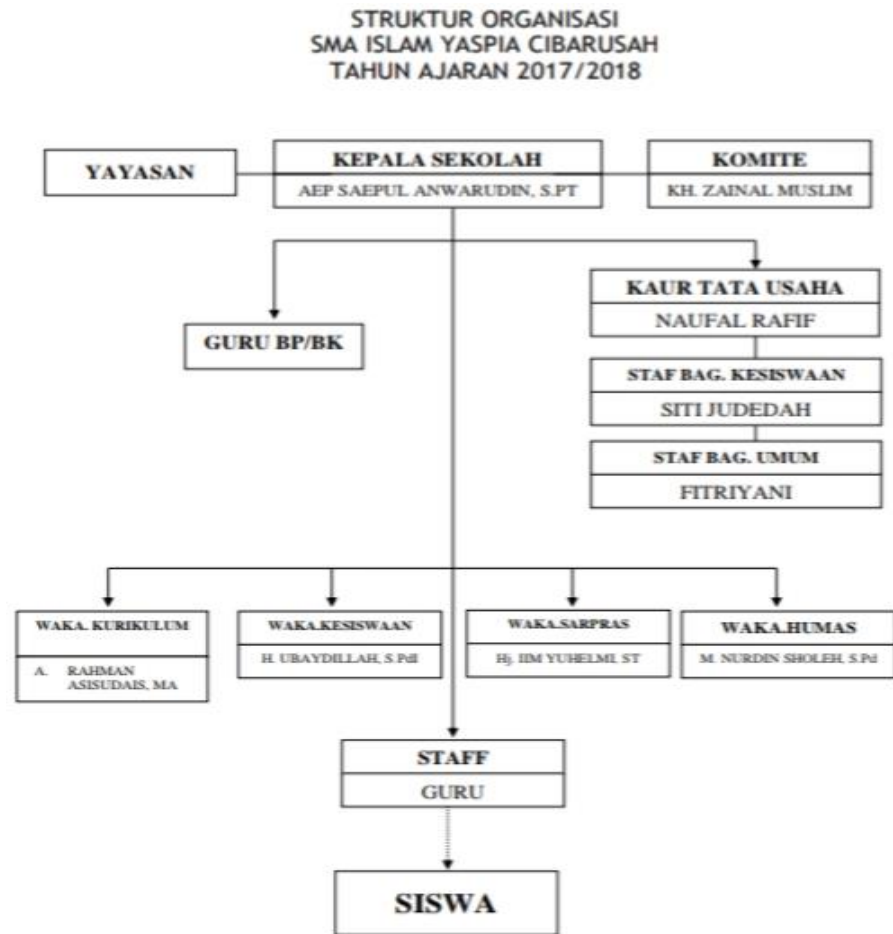 STRUKTUR ORGANISASI
SMA ISLAM YASPIA CIBARUSAH
TAHUN AJARAN 2017/2018
YAYASAN
KEPALA SEKOLAH
AEP SAEPUL ANWARUDIN, S.PT
KOMITE
KH. ZAINAL MUSLIM
GURU BP/BK
KAUR TATA USAHA
NAUFAL RAFIF
STAF BAG. KESISWAAN
SITI JUDEDAH
STAF BAG. UMUM
FITRIYANI
WAKA. KURIKULUM
A. RAHMAN
ASISUDAIS, MA
WAKA.KESISWAAN
H. UBAYDILLAH, S.PdI
WAKA.SARPRAS
Hj. IIM YUHELMI, ST
WAKA.HUMAS
M. NURDIN SHOLEH, S.Pd
STAFF
GURU
SISWA